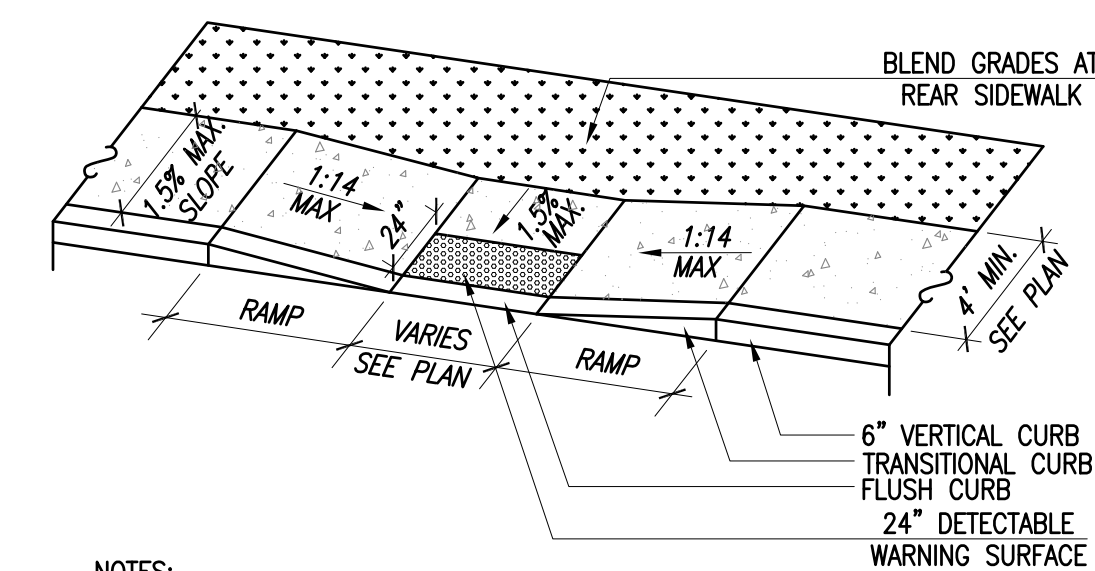 BLEND GRADES AT
REAR SIDEWALK
1.5% MAX.
SLOPE
1:14
MAX
24"
1.5%
MAX.
1:14
MAX
4' MIN.
SEE PLAN
RAMP
VARIES
SEE PLAN
RAMP
6" VERTICAL CURB
TRANSITIONAL CURB
FLUSH CURB
24" DETECTABLE
WARNING SURFACE
NOTES: